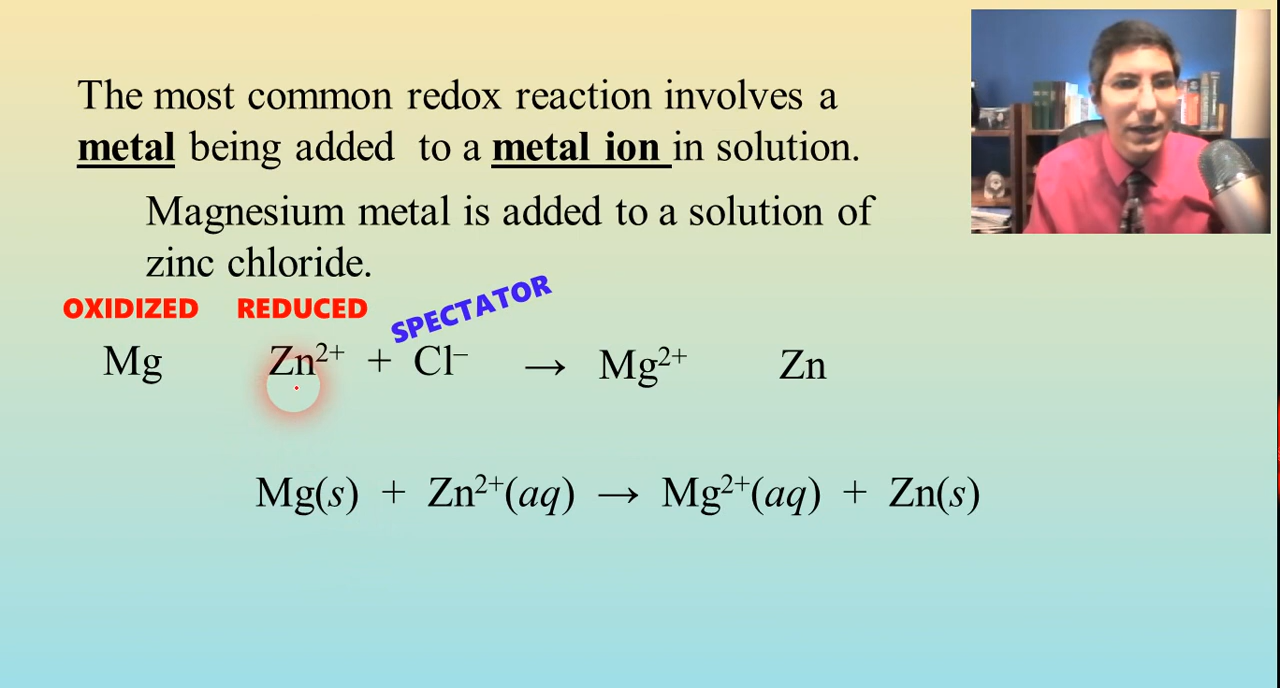 The most common redox reaction involves a
metal being added to a metal ion in solution.
Magnesium metal is added to a solution of
zinc chloride.
OXIDIZED REDUCED SPECTATOR
Mg Zn²⁺ + Cl⁻ → Mg²⁺ Zn
Mg(s) + Zn²⁺(aq) → Mg²⁺(aq) + Zn(s)